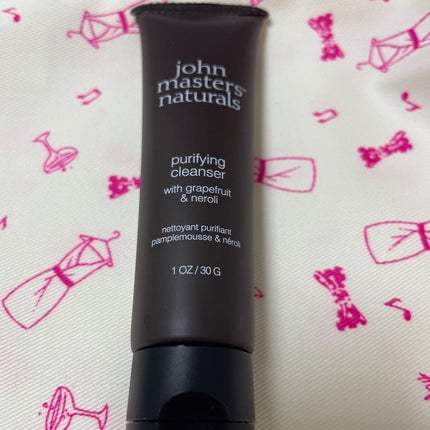 john
masters®
naturals
purifying
cleanser
with grapefruit
& neroli
nettoyant purifiant
pamplemousse & néroli
1 OZ / 30 G